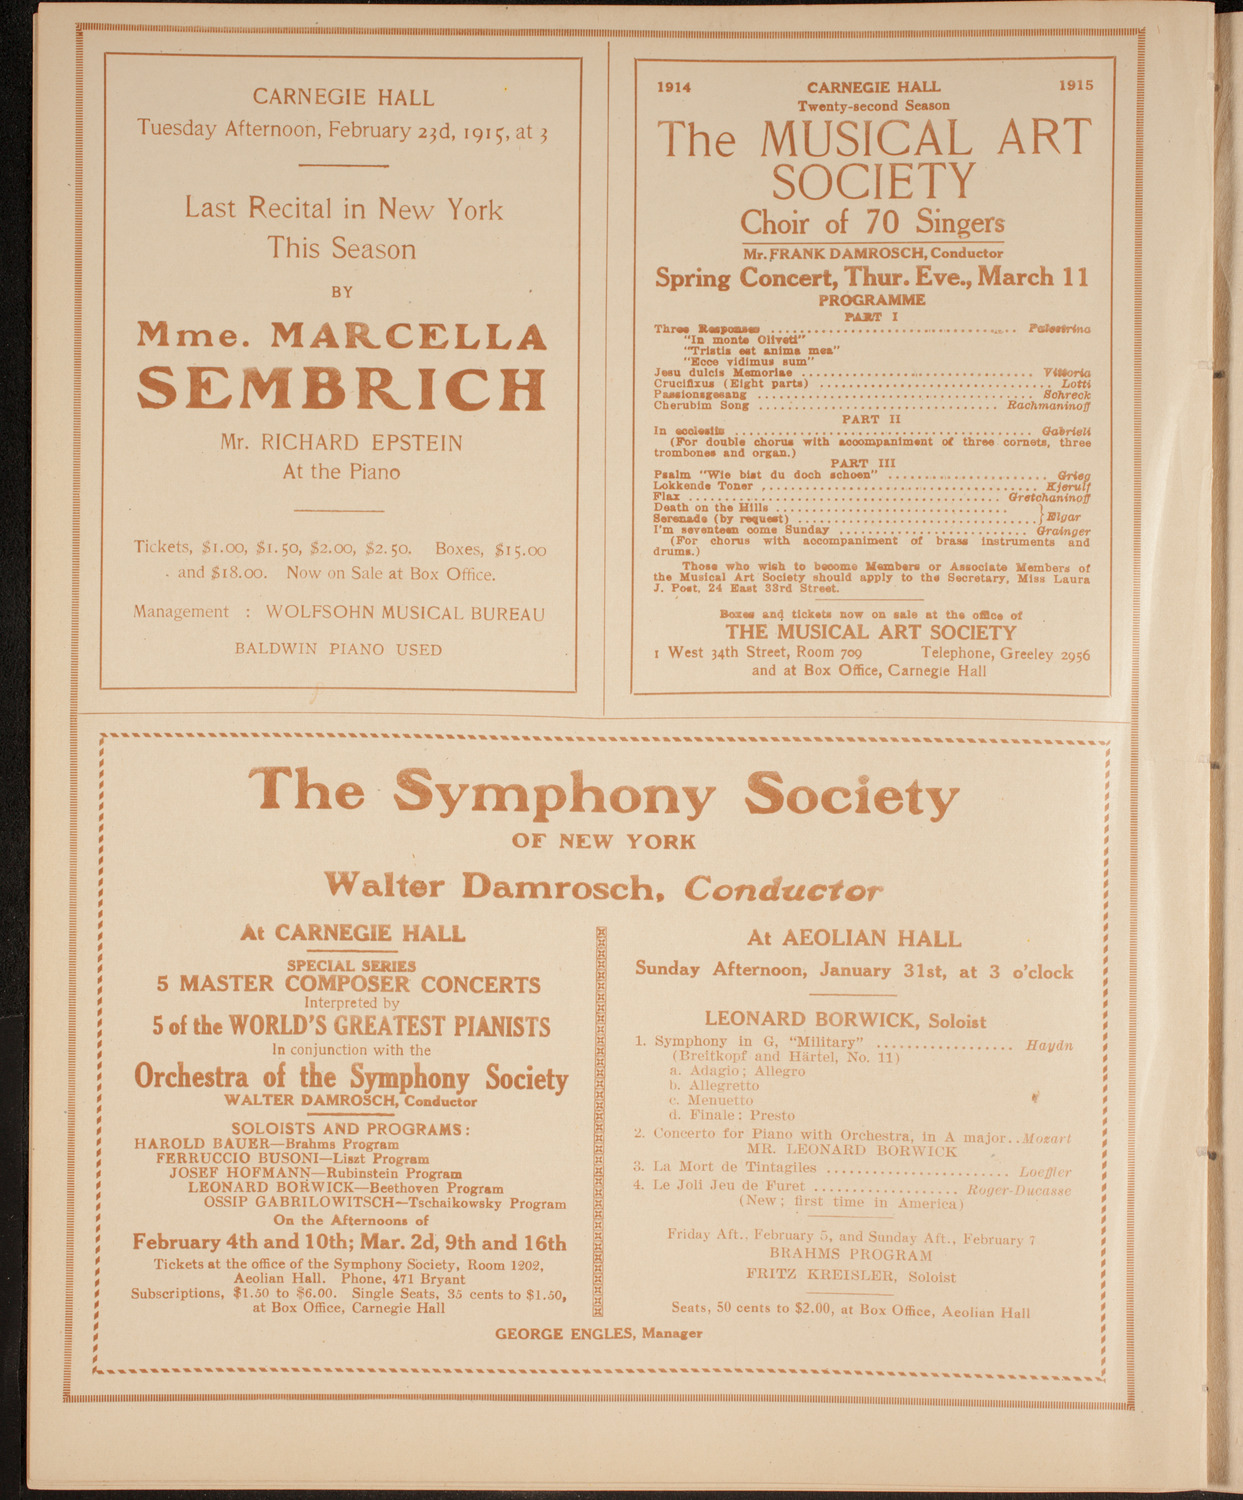 CARNEGIE HALL
Tuesday Afternoon, February 23d, 1915, at 3
Last Recital in New York
This Season
BY
Mme. MARCELLA
SEMBRICH
Mr. RICHARD EPSTEIN
At the Piano
Tickets, $1.00, $1.50, $2.00, $2.50. Boxes, $15.00
and $18.00. Now on Sale at Box Office.
Management : WOLFSOHN MUSICAL BUREAU
BALDWIN PIANO USED
1914 CARNEGIE HALL 1915
Twenty-second Season
The MUSICAL ART
SOCIETY
Choir of 70 Singers
Mr. FRANK DAMROSCH, Conductor
Spring Concert, Thur. Eve., March 11
PROGRAMME
PART I
Three Responses ........ Palestrina
"In monte Oliveti"
"Tristis est anima mea"
"Ecce vidimus eum"
Jesu dulcis Memoriae ........ Vittoria
Crucifixus (Eight parts) ........ Lotti
Passionsgesang ........ Schreck
Cherubim Song ........ Rachmaninoff
PART II
In ecclesiis ........ Gabrieli
(For double chorus with accompaniment of three cornets, three
trombones and organ.)
PART III
Psalm "Wie bist du doch schoen" ........ Grieg
Lokkende Toner ........ Kjerulf
Flax ........ Gretchaninoff
Death on the Hills ........
Serenade (by request) ........ } Elgar
I'm seventeen come Sunday ........ Grainger
(For chorus with accompaniment of brass instruments and
drums.)
Those who wish to become Members or Associate Members of
the Musical Art Society should apply to the Secretary, Miss Laura
J. Post, 24 East 33rd Street.
Boxes and tickets now on sale at the office of
THE MUSICAL ART SOCIETY
1 West 34th Street, Room 709 Telephone, Greeley 2956
and at Box Office, Carnegie Hall
The Symphony Society
OF NEW YORK
Walter Damrosch, Conductor
At CARNEGIE HALL
SPECIAL SERIES
5 MASTER COMPOSER CONCERTS
Interpreted by
5 of the WORLD'S GREATEST PIANISTS
In conjunction with the
Orchestra of the Symphony Society
WALTER DAMROSCH, Conductor
SOLOISTS AND PROGRAMS:
HAROLD BAUER—Brahms Program
FERRUCCIO BUSONI—Liszt Program
JOSEF HOFMANN—Rubinstein Program
LEONARD BORWICK—Beethoven Program
OSSIP GABRILOWITSCH—Tschaikowsky Program
On the Afternoons of
February 4th and 10th; Mar. 2d, 9th and 16th
Tickets at the office of the Symphony Society, Room 1202,
Aeolian Hall. Phone, 471 Bryant
Subscriptions, $1.50 to $6.00. Single Seats, 35 cents to $1.50,
at Box Office, Carnegie Hall
At AEOLIAN HALL
Sunday Afternoon, January 31st, at 3 o'clock
LEONARD BORWICK, Soloist
1. Symphony in G, "Military" ........ Haydn
(Breitkopf and Härtel, No. 11)
a. Adagio; Allegro
b. Allegretto
c. Menuetto
d. Finale: Presto
2. Concerto for Piano with Orchestra, in A major..Mozart
MR. LEONARD BORWICK
3. La Mort de Tintagiles ........ Loeffler
4. Le Joli Jeu de Furet ........ Roger-Ducasse
(New; first time in America)
Friday Aft., February 5, and Sunday Aft., February 7
BRAHMS PROGRAM
FRITZ KREISLER, Soloist
Seats, 50 cents to $2.00, at Box Office, Aeolian Hall
GEORGE ENGLES, Manager